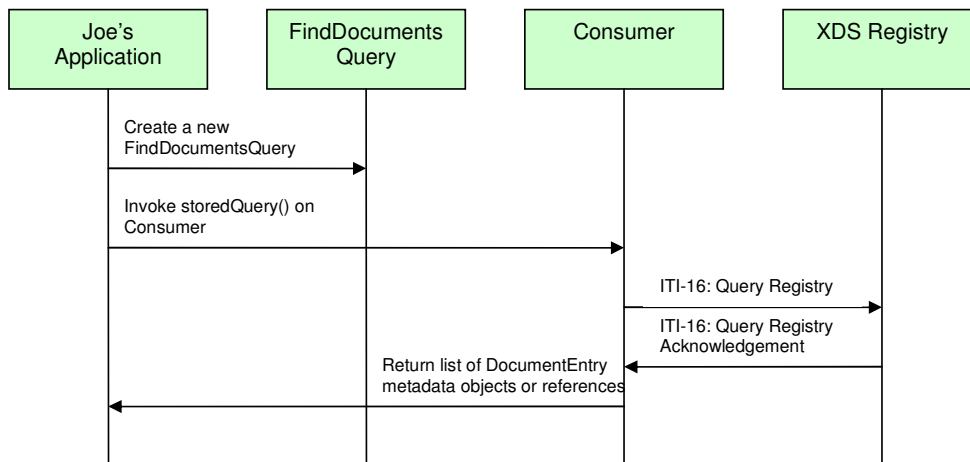 Joe's
Application
FindDocuments
Query
Consumer
XDS Registry
Create a new
FindDocumentsQuery
Invoke storedQuery() on
Consumer
ITI-16: Query Registry
ITI-16: Query Registry
Acknowledgement
Return list of DocumentEntry
metadata objects or references